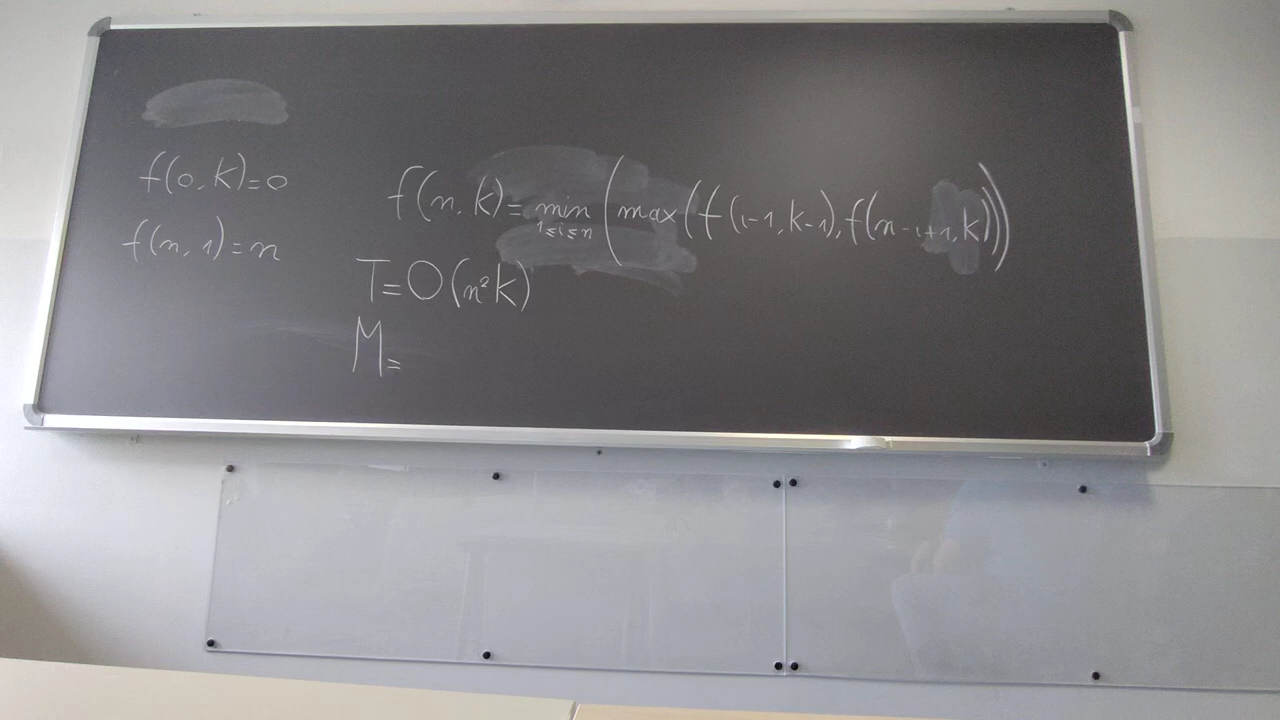 f(0,k)=0
f(n,1)=n
f(n,k)=min(max(f(i-1,k-1),f(n-i+1,k)))
1≤i≤n
T=O(n²k)
M=